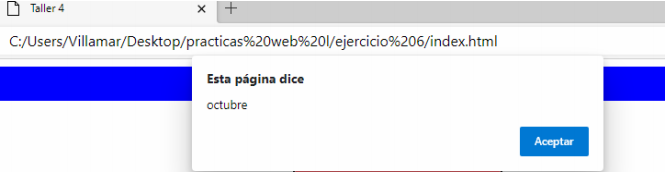 Taller 4
C:/Users/Villamar/Desktop/practicas%20web%20l/ejercicio%206/index.html
Esta página dice
octubre
Aceptar